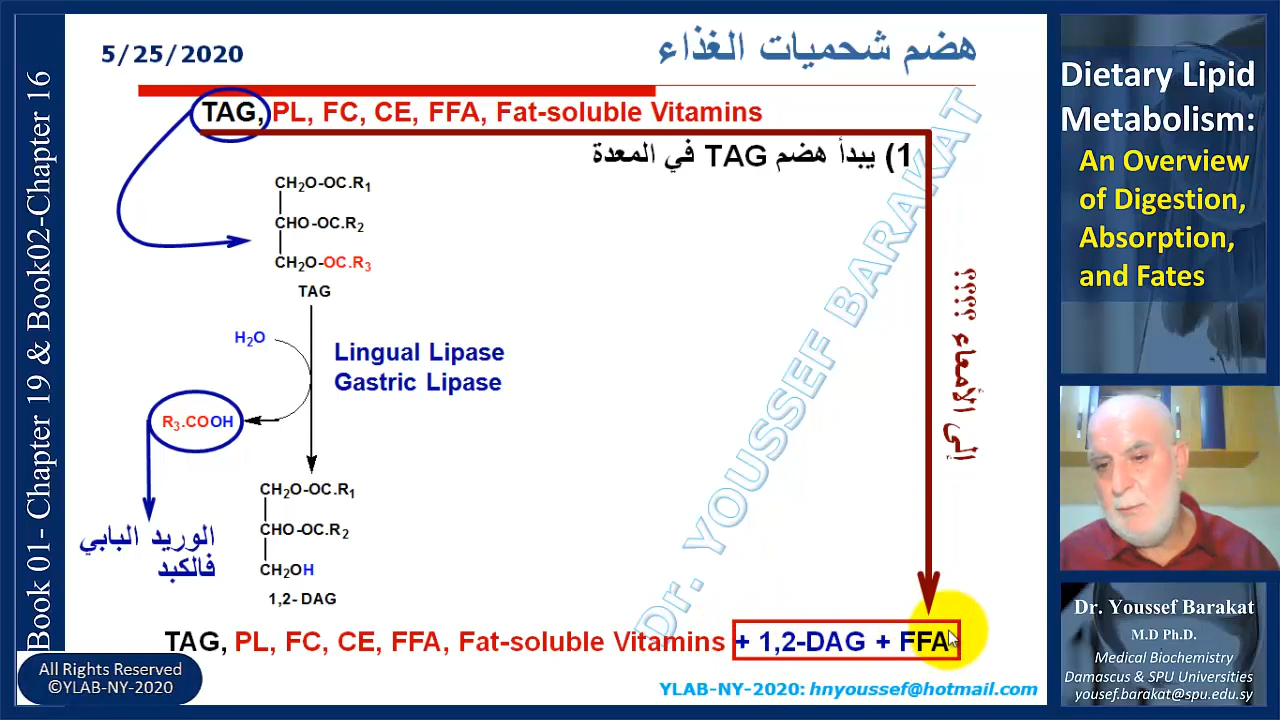 5/25/2020
هضم شحميات الغذاء
TAG, PL, FC, CE, FFA, Fat-soluble Vitamins
1) يبدأ هضم TAG في المعدة
CH₂O-OC.R₁
CHO-OC.R₂
CH₂O-OC.R₃
TAG
H₂O
Lingual Lipase
Gastric Lipase
R₃.COOH
الوريد البابي
فالكبد
CH₂O-OC.R₁
CHO-OC.R₂
CH₂OH
1,2- DAG
إلى الأمعاء ؟؟؟؟؟
TAG, PL, FC, CE, FFA, Fat-soluble Vitamins + 1,2-DAG + FFA
Dr. YOUSSEF BARAKAT
YLAB-NY-2020: hnyoussef@hotmail.com
Book 01- Chapter 19 & Book02-Chapter 16
All Rights Reserved
©YLAB-NY-2020
Dietary Lipid
Metabolism:
An Overview
of Digestion,
Absorption,
and Fates
Dr. Youssef Barakat
M.D Ph.D.
Medical Biochemistry
Damascus & SPU Universities
yousef.barakat@spu.edu.sy